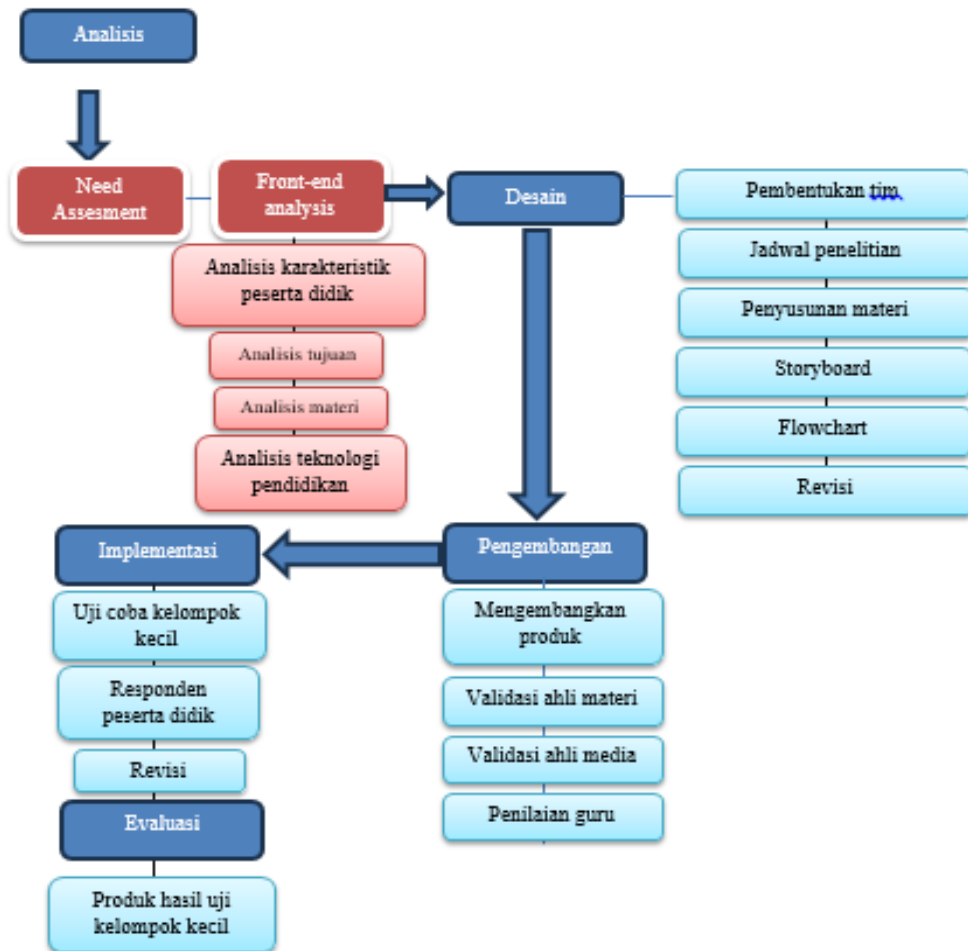 Analisis
Need
Assesment
Front-end
analysis
Analisis karakteristik
peserta didik
Analisis tujuan
Analisis materi
Analisis teknologi
pendidikan
Desain
Pembentukan tim
Jadwal penelitian
Penyusunan materi
Storyboard
Flowchart
Revisi
Pengembangan
Mengembangkan
produk
Validasi ahli materi
Validasi ahli media
Penilaian guru
Implementasi
Uji coba kelompok
kecil
Responden
peserta didik
Revisi
Evaluasi
Produk hasil uji
kelompok kecil